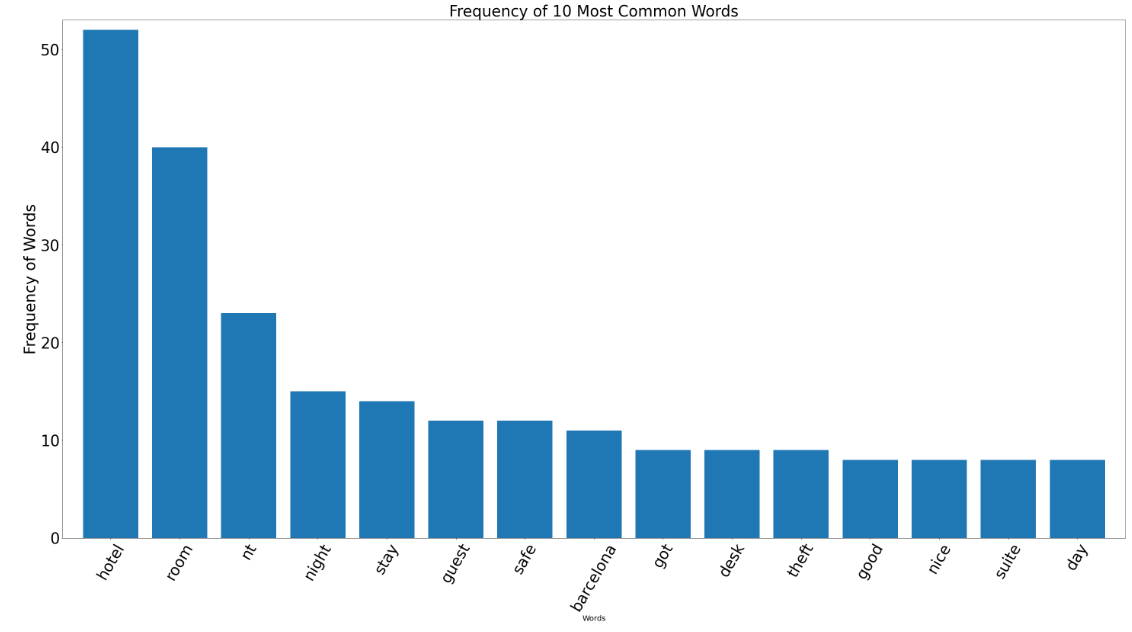 Frequency of 10 Most Common Words
Frequency of Words
50
40
30
20
10
0
hotel
room
nt
night
stay
guest
safe
barcelona
got
desk
theft
good
nice
suite
day
Words